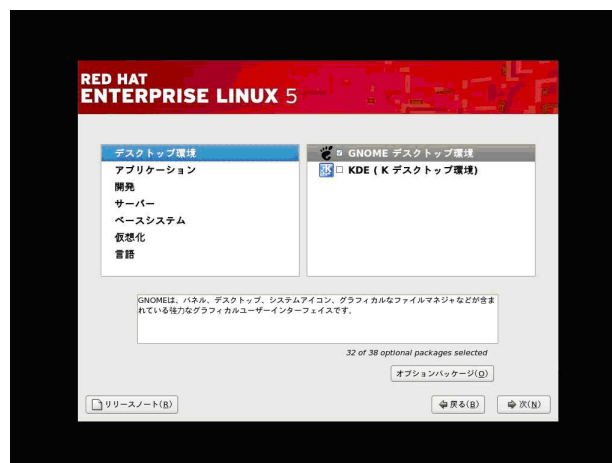 RED HAT
ENTERPRISE LINUX 5
デスクトップ環境
アプリケーション
開発
サーバー
ベースシステム
仮想化
言語
GNOME デスクトップ環境
KDE ( K デスクトップ環境)
GNOMEは、パネル、デスクトップ、システムアイコン、グラフィカルなファイルマネジャなどが含ま
れている強力なグラフィカルユーザーインターフェイスです。
32 of 38 optional packages selected
オプションパッケージ(O)
リリースノート(R)
戻る(B)
次(N)